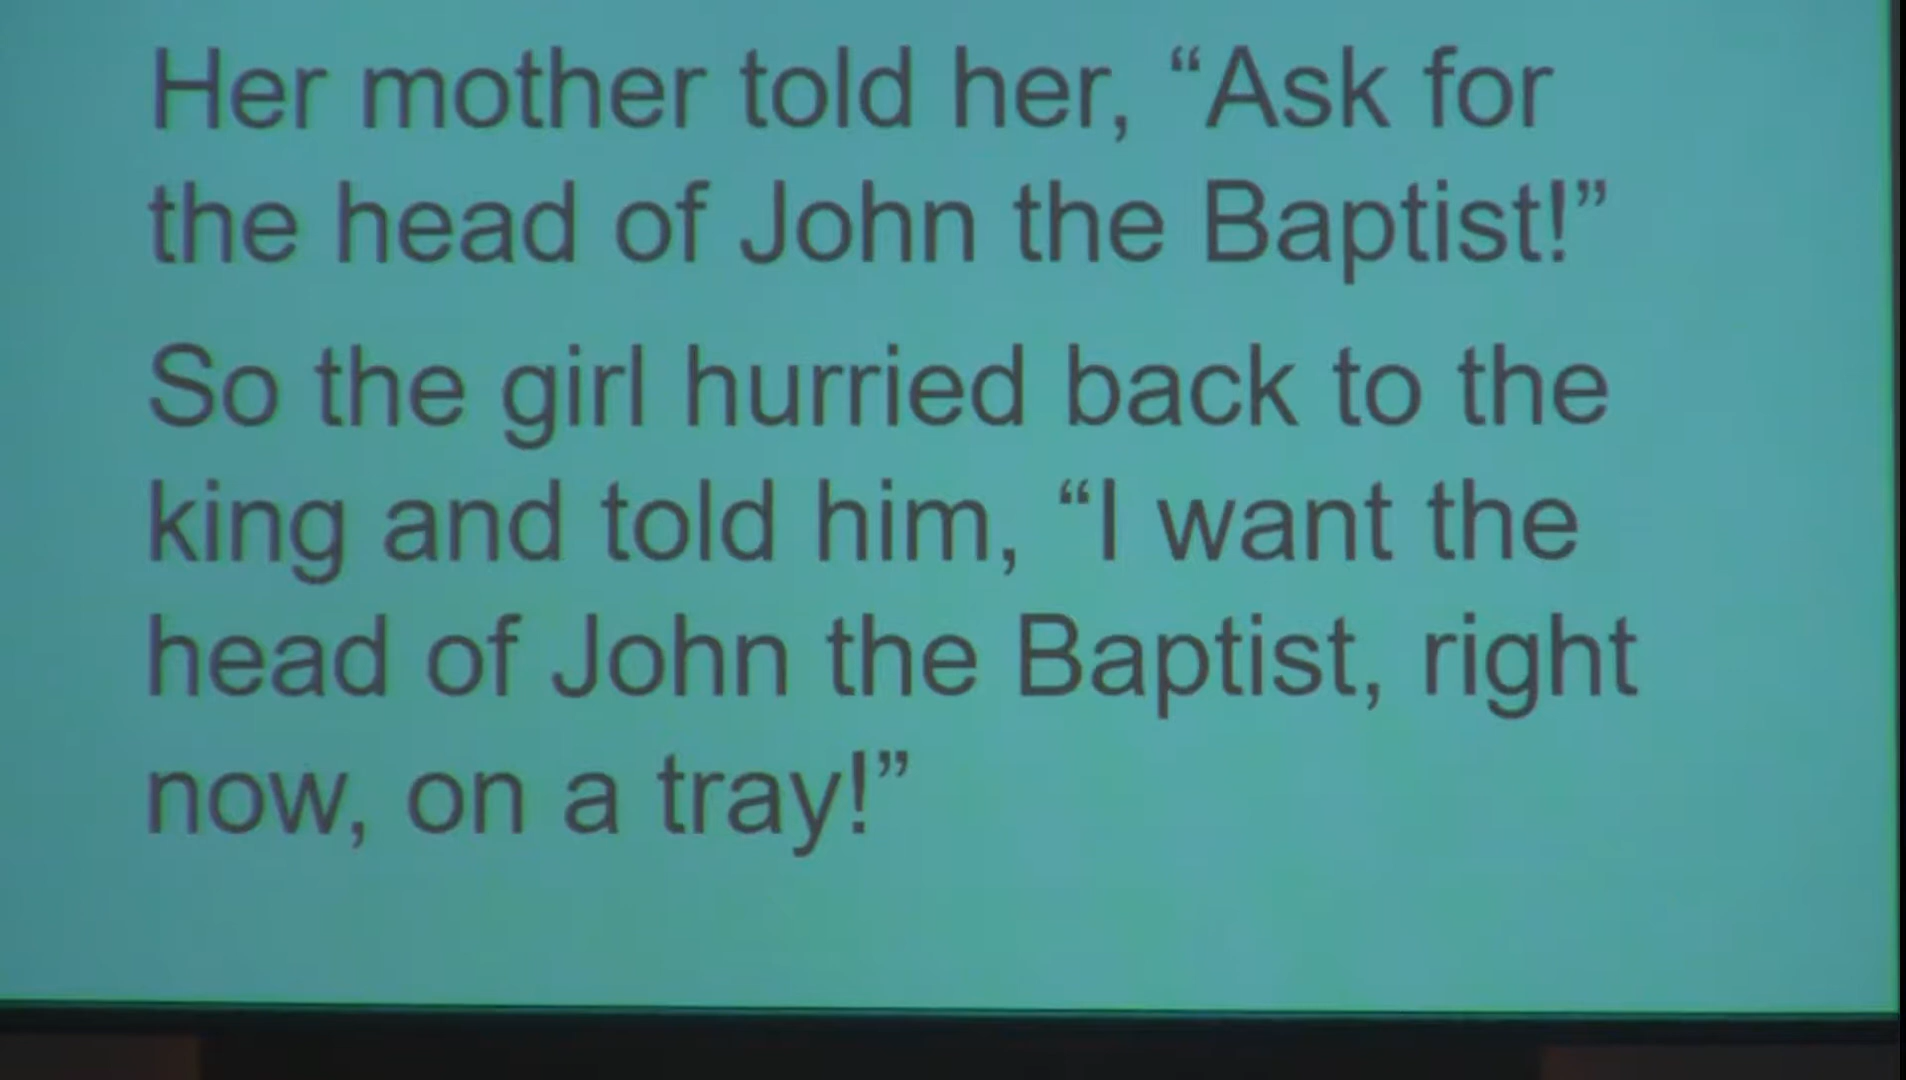 Her mother told her, “Ask for
the head of John the Baptist!”
So the girl hurried back to the
king and told him, “I want the
head of John the Baptist, right
now, on a tray!”